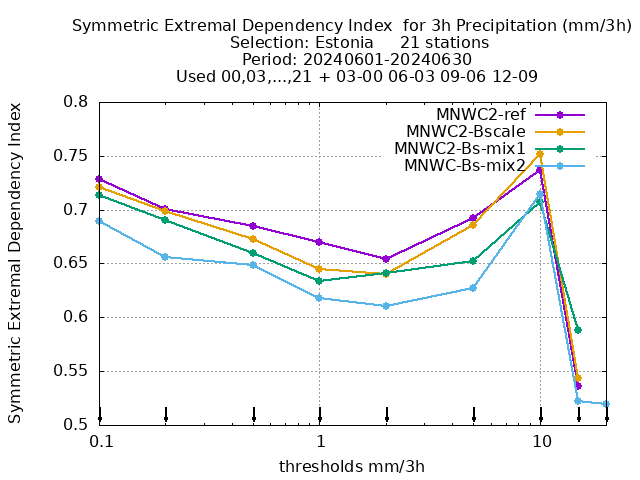 Symmetric Extremal Dependency Index  for 3h Precipitation (mm/3h)
Selection: Estonia     21 stations
Period: 20240601-20240630
Used 00,03,...,21 + 03-00 06-03 09-06 12-09
Symmetric Extremal Dependency Index
0.8
0.75
0.7
0.65
0.6
0.55
0.5
MNWC2-ref
MNWC2-Bscale
MNWC2-Bs-mix1
MNWC-Bs-mix2
0.1
1
10
thresholds mm/3h